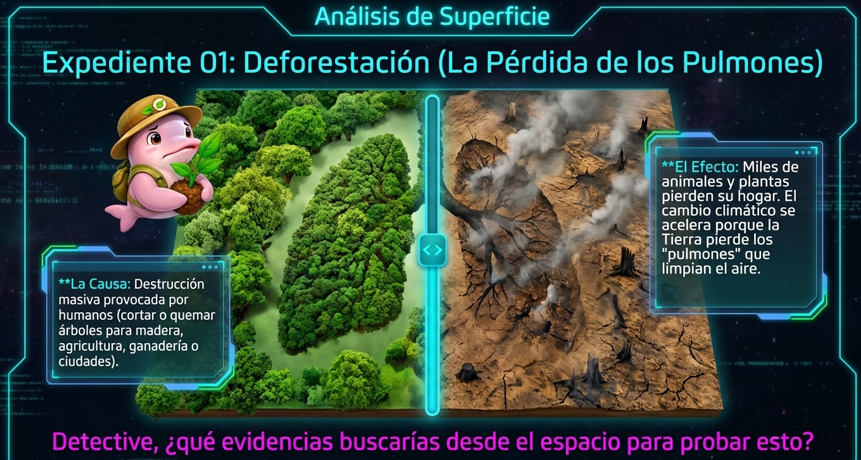 Análisis de Superficie
Expediente 01: Deforestación (La Pérdida de los Pulmones)
**La Causa: Destrucción
masiva provocada por
humanos (cortar o quemar
árboles para madera,
agricultura, ganadería o
ciudades).
**El Efecto: Miles de
animales y plantas
pierden su hogar. El
cambio climático se
acelera porque la
Tierra pierde los
"pulmones" que
limpian el aire.
Detective, ¿qué evidencias buscarías desde el espacio para probar esto?